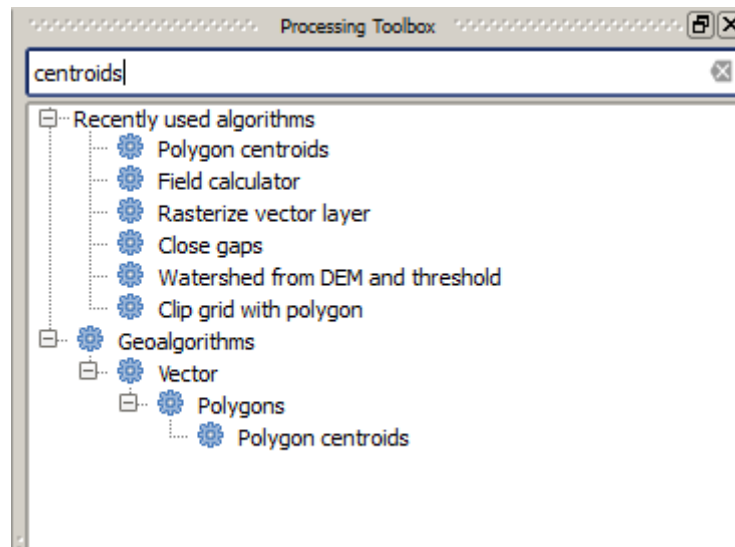 Processing Toolbox
centroids
Recently used algorithms
Polygon centroids
Field calculator
Rasterize vector layer
Close gaps
Watershed from DEM and threshold
Clip grid with polygon
Geoalgorithms
Vector
Polygons
Polygon centroids